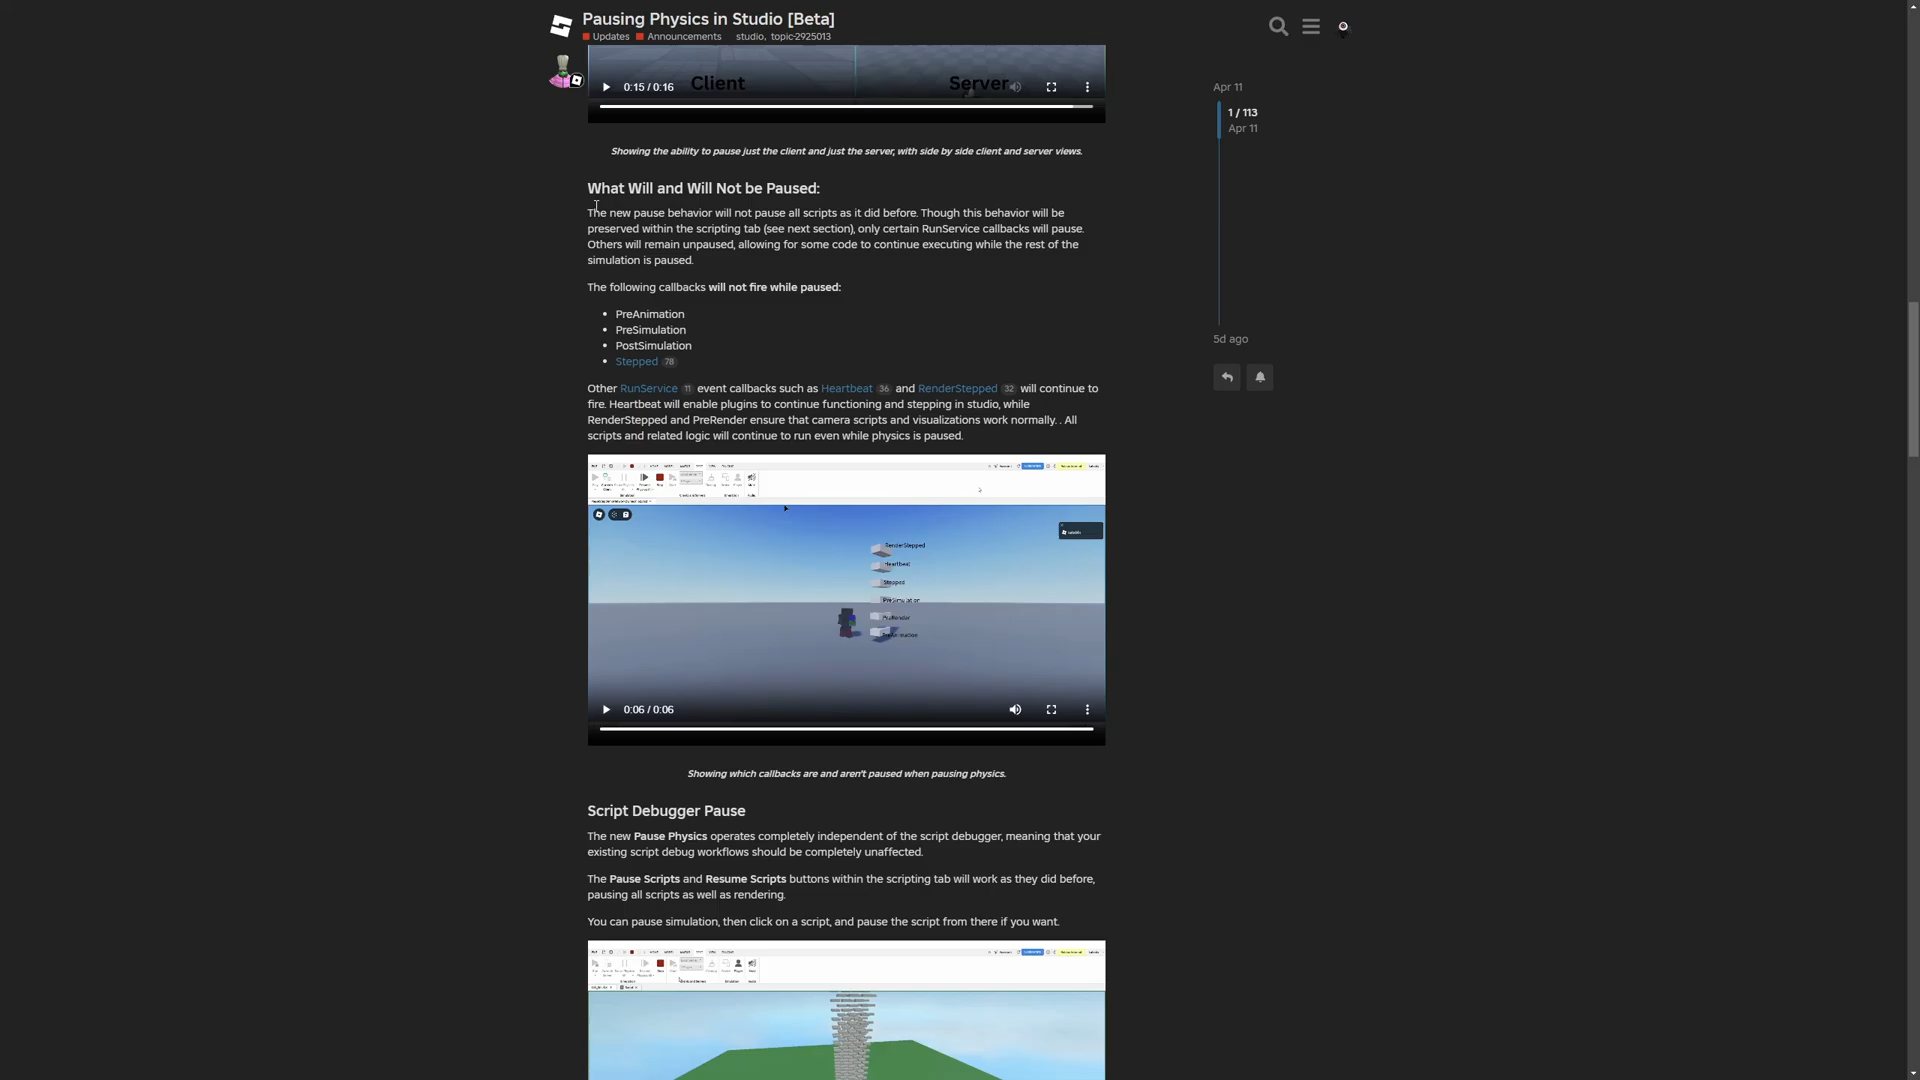 Pausing Physics in Studio [Beta]
Updates Announcements studio, topic-2925013
Client Server
0:15 / 0:16
Showing the ability to pause just the client and just the server, with side by side client and server views.
Apr 11
1 / 113
Apr 11
5d ago
What Will and Will Not be Paused:
The new pause behavior will not pause all scripts as it did before. Though this behavior will be
preserved within the scripting tab (see next section), only certain RunService callbacks will pause.
Others will remain unpaused, allowing for some code to continue executing while the rest of the
simulation is paused.
The following callbacks will not fire while paused:
PreAnimation
PreSimulation
PostSimulation
Stepped 78
Other RunService 11 event callbacks such as Heartbeat 36 and RenderStepped 32 will continue to
fire. Heartbeat will enable plugins to continue functioning and stepping in studio, while
RenderStepped and PreRender ensure that camera scripts and visualizations work normally. . All
scripts and related logic will continue to run even while physics is paused.
RenderStepped
Heartbeat
Stepped
PreSimulation
PreRender
PreAnimation
0:06 / 0:06
Showing which callbacks are and aren't paused when pausing physics.
Script Debugger Pause
The new Pause Physics operates completely independent of the script debugger, meaning that your
existing script debug workflows should be completely unaffected.
The Pause Scripts and Resume Scripts buttons within the scripting tab will work as they did before,
pausing all scripts as well as rendering.
You can pause simulation, then click on a script, and pause the script from there if you want.